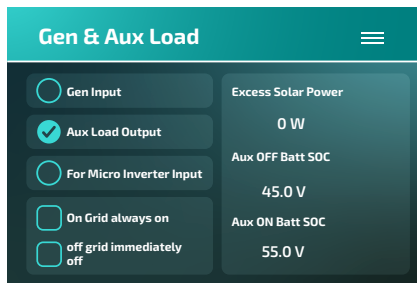 Gen & Aux Load
Gen Input
Aux Load Output
For Micro Inverter Input
On Grid always on
off grid immediately
off
Excess Solar Power
0 W
Aux OFF Batt SOC
45.0 V
Aux ON Batt SOC
55.0 V